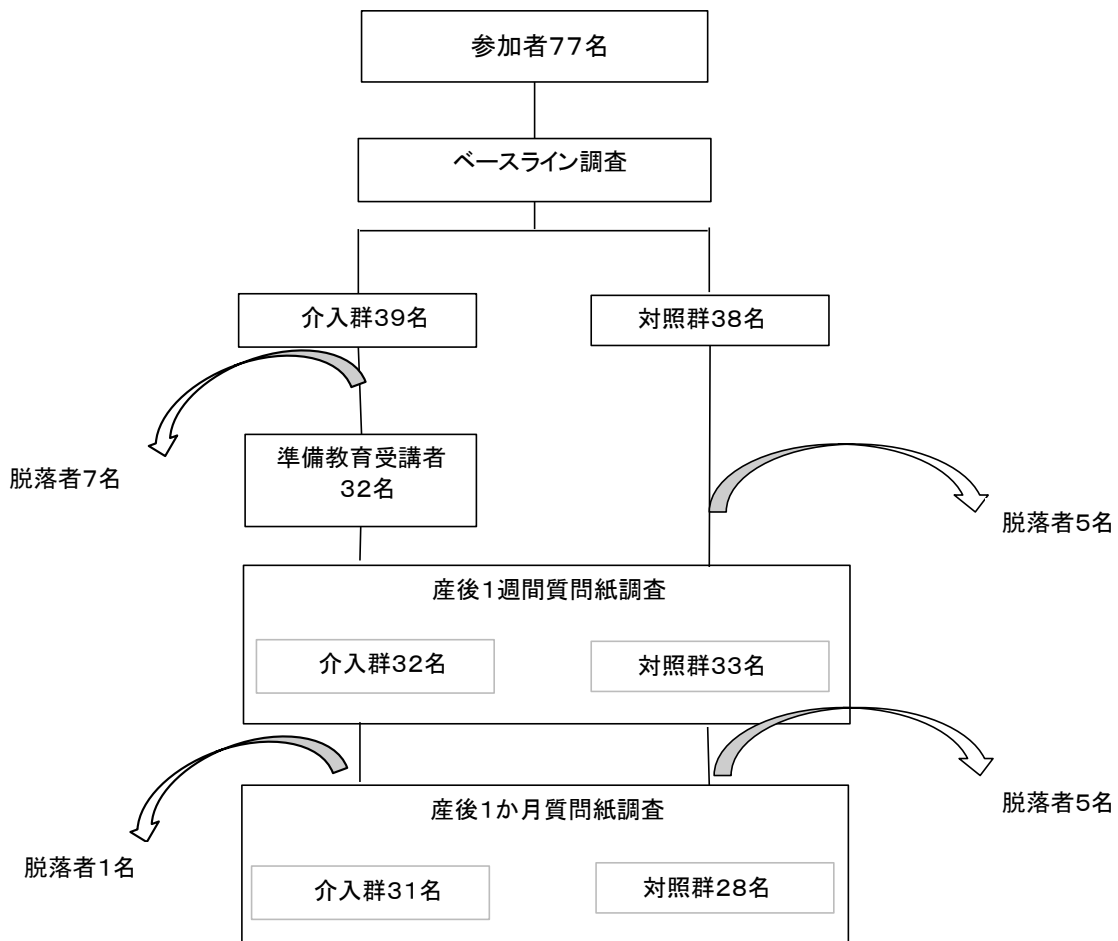 参加者77名
ベースライン調査
介入群39名
対照群38名
準備教育受講者
32名
脱落者7名
脱落者5名
産後1週間質問紙調査
介入群32名
対照群33名
産後1か月質問紙調査
脱落者5名
脱落者1名
介入群31名
対照群28名